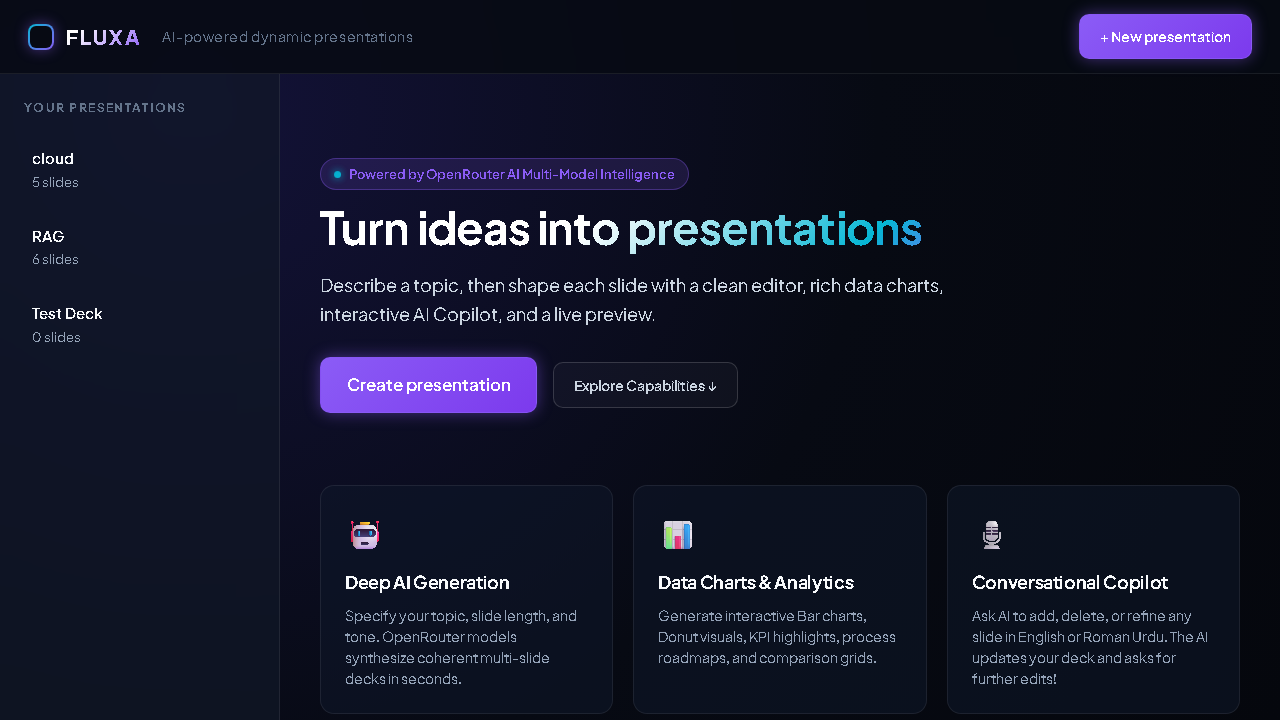 FLUXA
AI-powered dynamic presentations
+ New presentation
YOUR PRESENTATIONS
cloud
5 slides
RAG
6 slides
Test Deck
0 slides
Powered by OpenRouter AI Multi-Model Intelligence
Turn ideas into presentations
Describe a topic, then shape each slide with a clean editor, rich data charts,
interactive AI Copilot, and a live preview.
Create presentation
Explore Capabilities ↓
Deep AI Generation
Specify your topic, slide length, and
tone. OpenRouter models
synthesize coherent multi-slide
decks in seconds.
Data Charts & Analytics
Generate interactive Bar charts,
Donut visuals, KPI highlights, process
roadmaps, and comparison grids.
Conversational Copilot
Ask AI to add, delete, or refine any
slide in English or Roman Urdu. The AI
updates your deck and asks for
further edits!